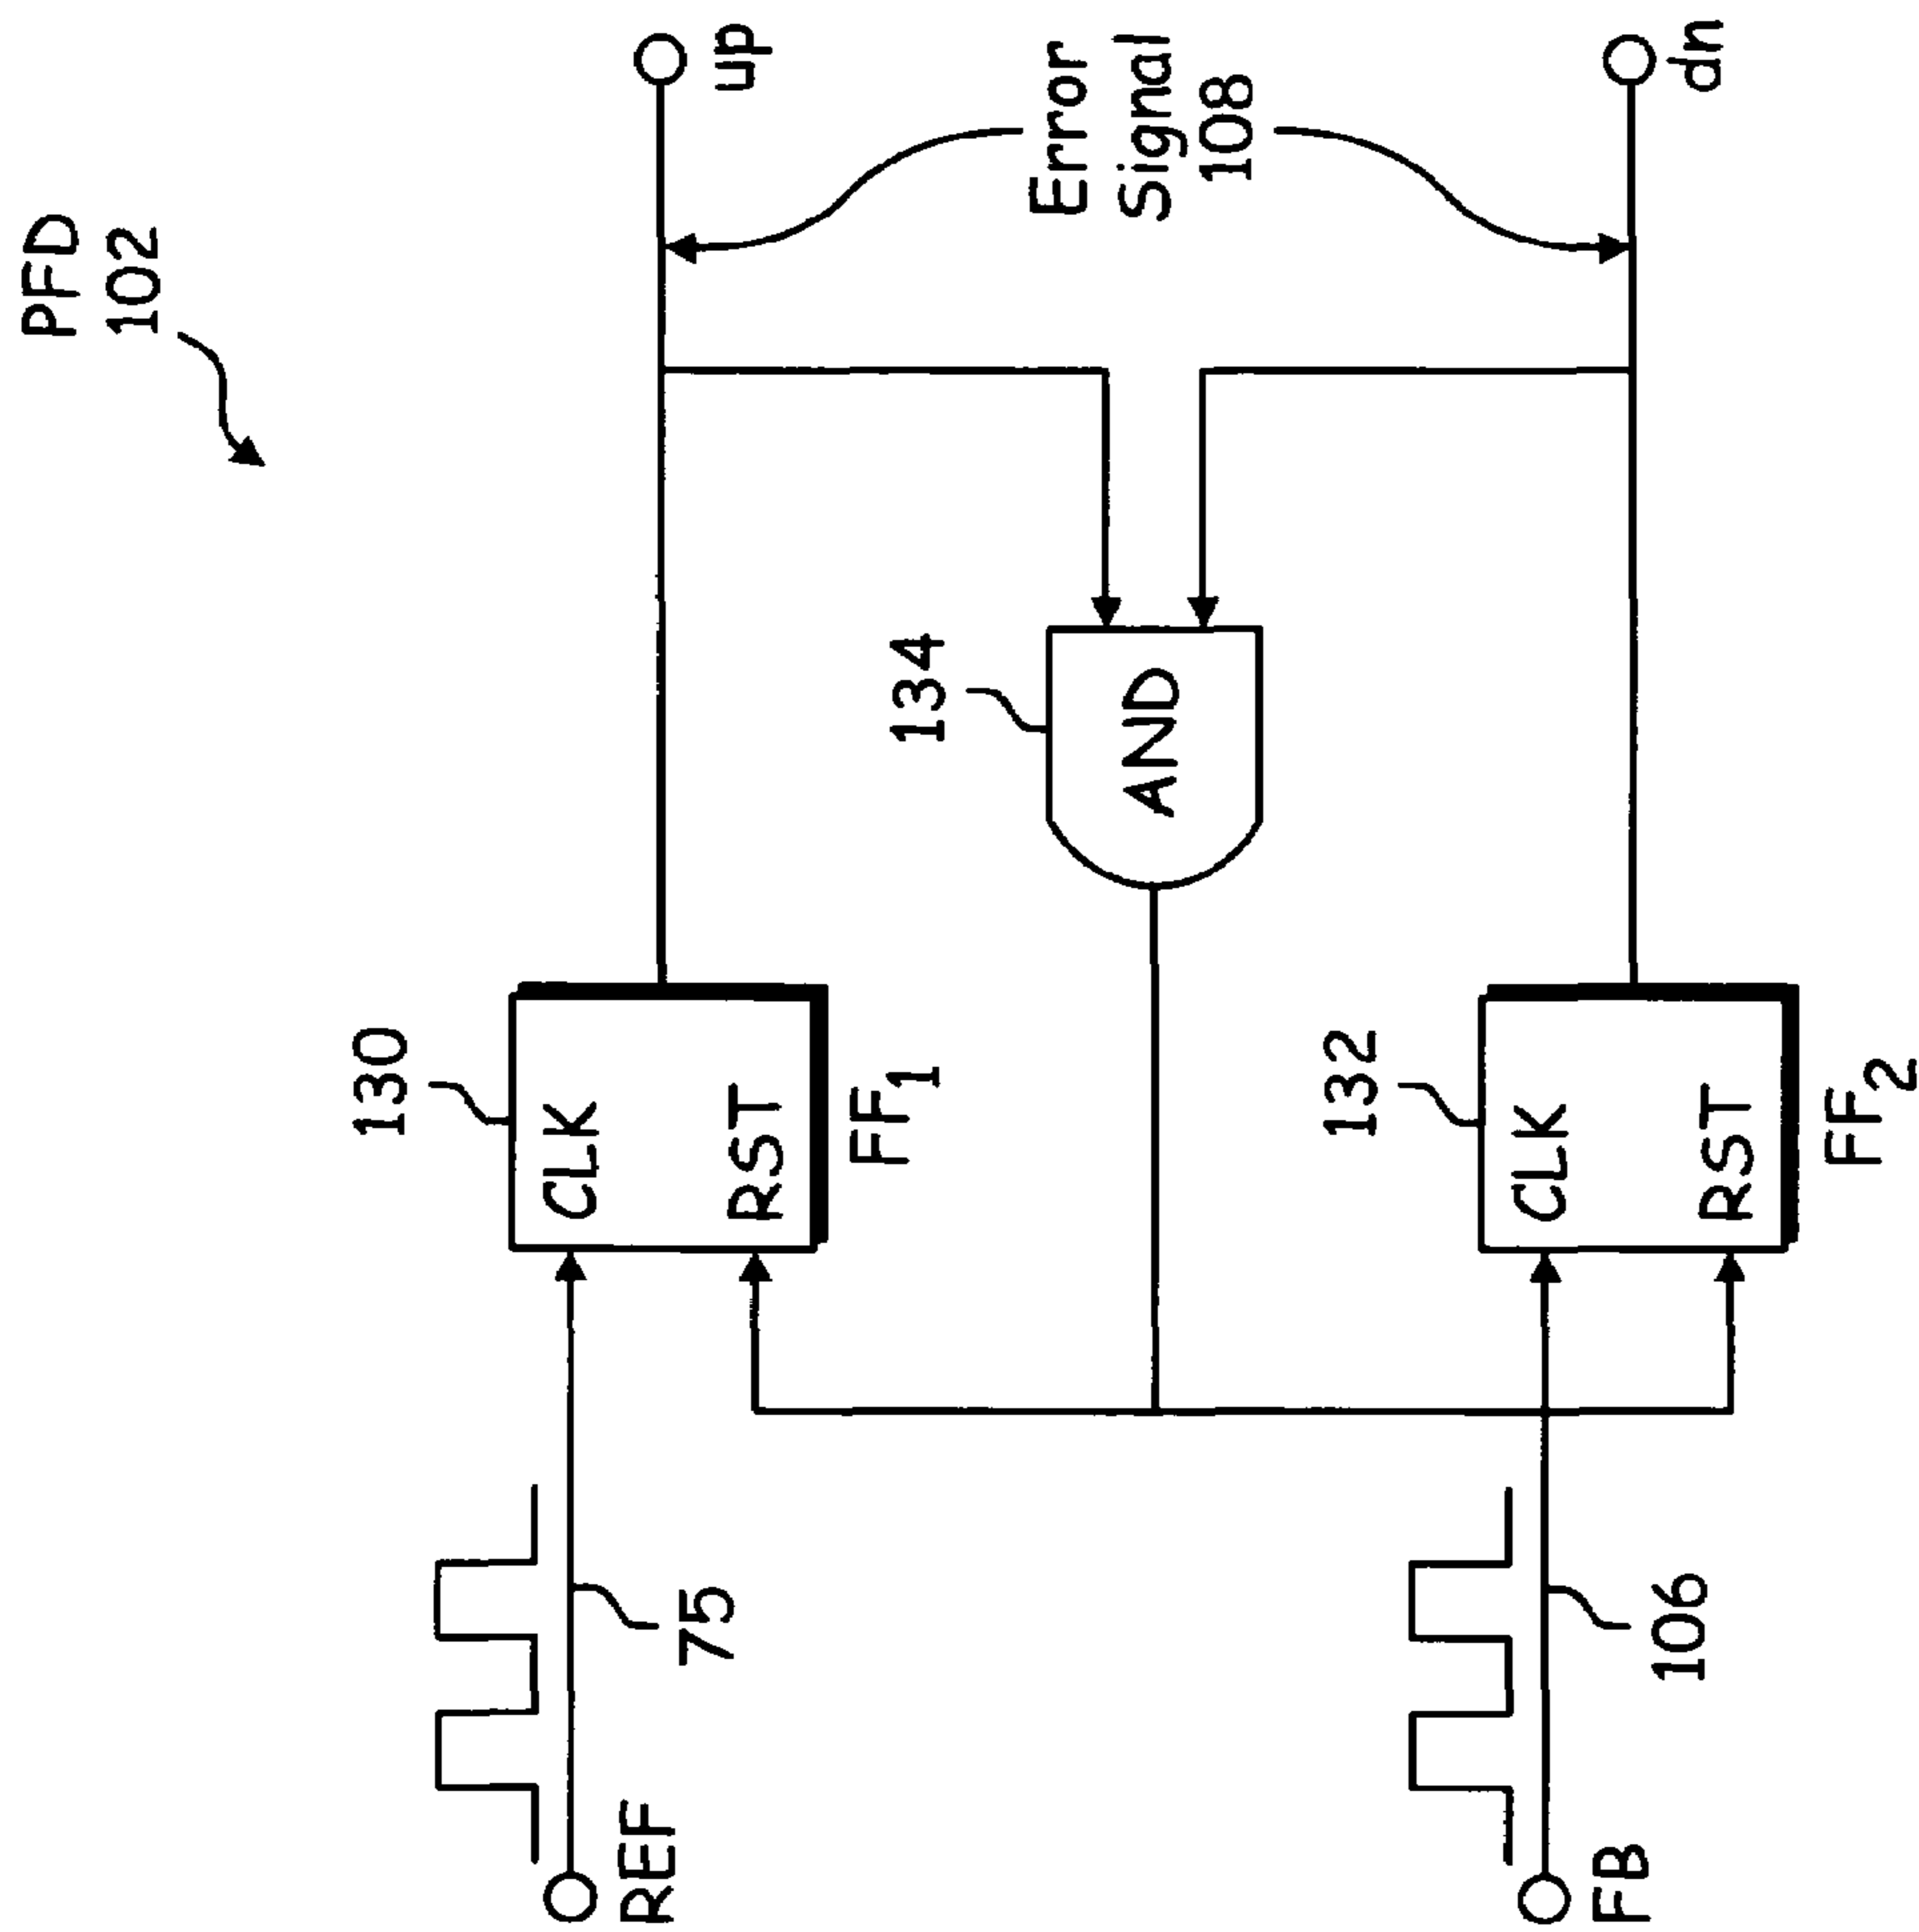 PFD
102
up
Error
Signal
108
dn
130
CLK
RST
FF1
134
AND
132
CLK
RST
FF2
75
REF
106
FB